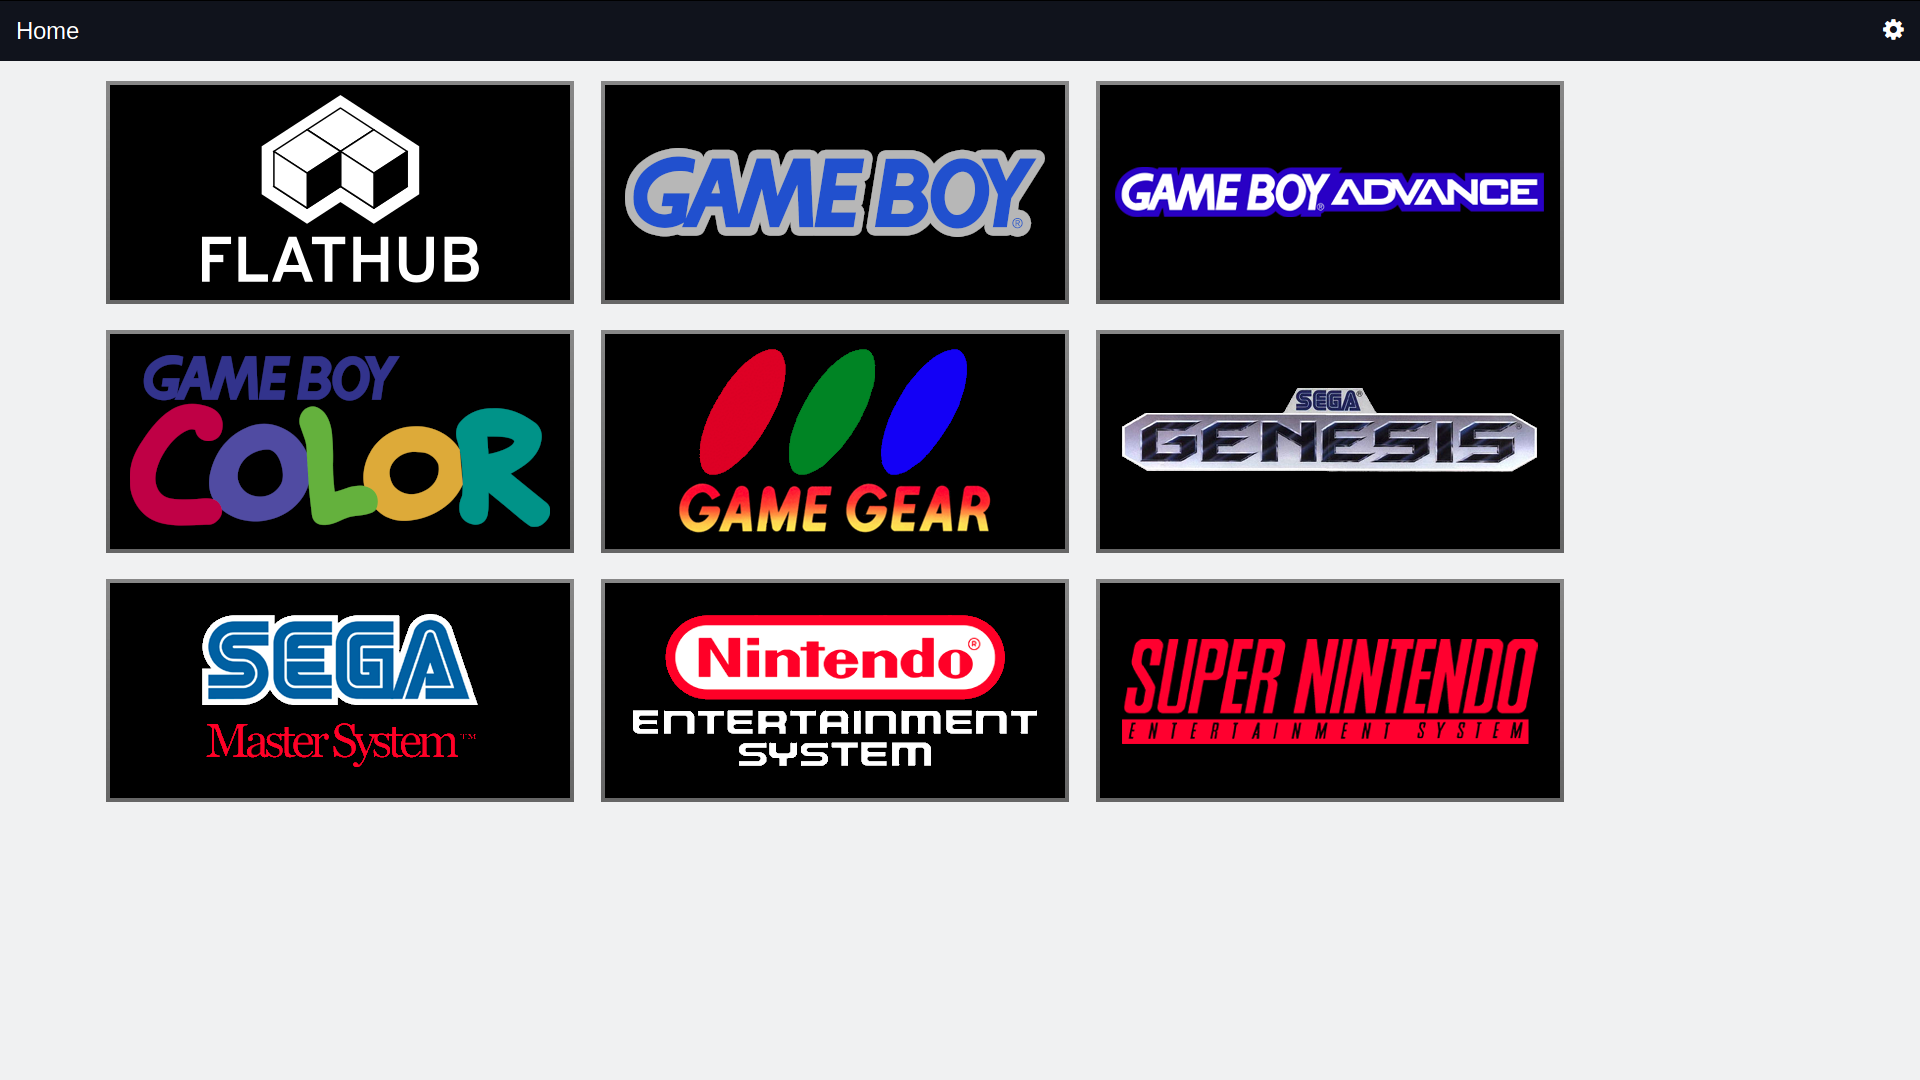 Home
FLATHUB
GAME BOY®
GAME BOY® ADVANCE
GAME BOY
COLOR
GAME GEAR
SEGA®
GENESIS®
SEGA
Master System™
Nintendo®
ENTERTAINMENT
SYSTEM
SUPER NINTENDO
ENTERTAINMENT SYSTEM